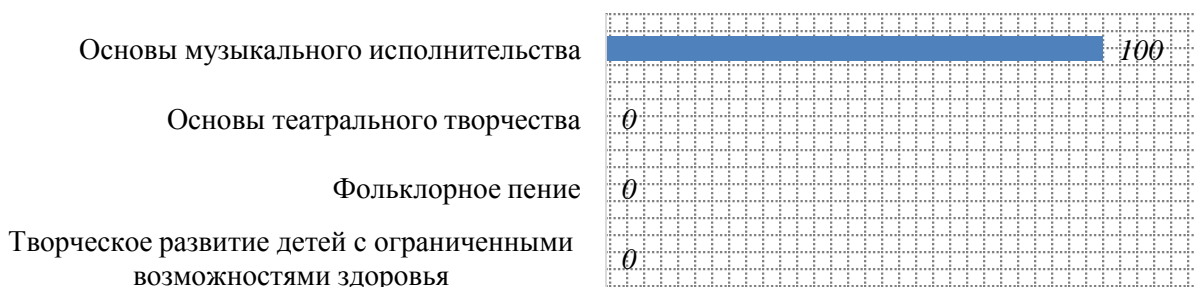 Основы музыкального исполнительства
100
Основы театрального творчества
0
Фольклорное пение
0
Творческое развитие детей с ограниченными
возможностями здоровья
0